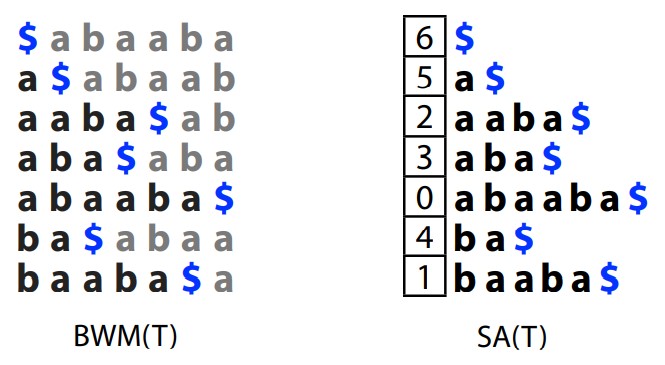 $ a b a a b a 6 $
a $ a b a a b 5 a $
a a b a $ a b 2 a a b a $
a b a $ a b a 3 a b a $
a b a a b a $ 0 a b a a b a $
b a $ a b a a 4 b a $
b a a b a $ a 1 b a a b a $
BWM(T) SA(T)